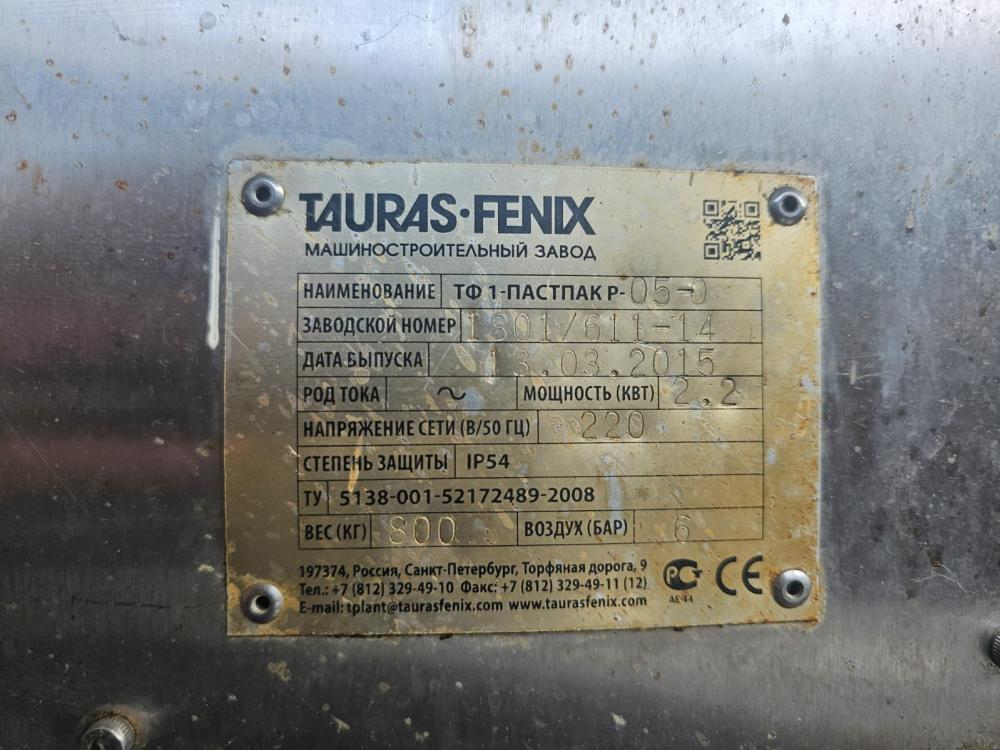 TAURAS·FENIX
МАШИНОСТРОИТЕЛЬНЫЙ ЗАВОД
НАИМЕНОВАНИЕ ТФ 1-ПАСТПАК Р-05-0
ЗАВОДСКОЙ НОМЕР 1801/611-14
ДАТА ВЫПУСКА 13.03.2015
РОД ТОКА ~ МОЩНОСТЬ (КВТ) 2.2
НАПРЯЖЕНИЕ СЕТИ (В/50 ГЦ) 220
СТЕПЕНЬ ЗАЩИТЫ IP54
ТУ 5138-001-52172489-2008
ВЕС (КГ) 800 ВОЗДУХ (БАР) 6
197374, Россия, Санкт-Петербург, Торфяная дорога, 9
Тел.: +7 (812) 329-49-10 Факс: +7 (812) 329-49-11 (12)
E-mail: tplant@taurasfenix.com www.taurasfenix.com
РСТ CE
АЕ 44